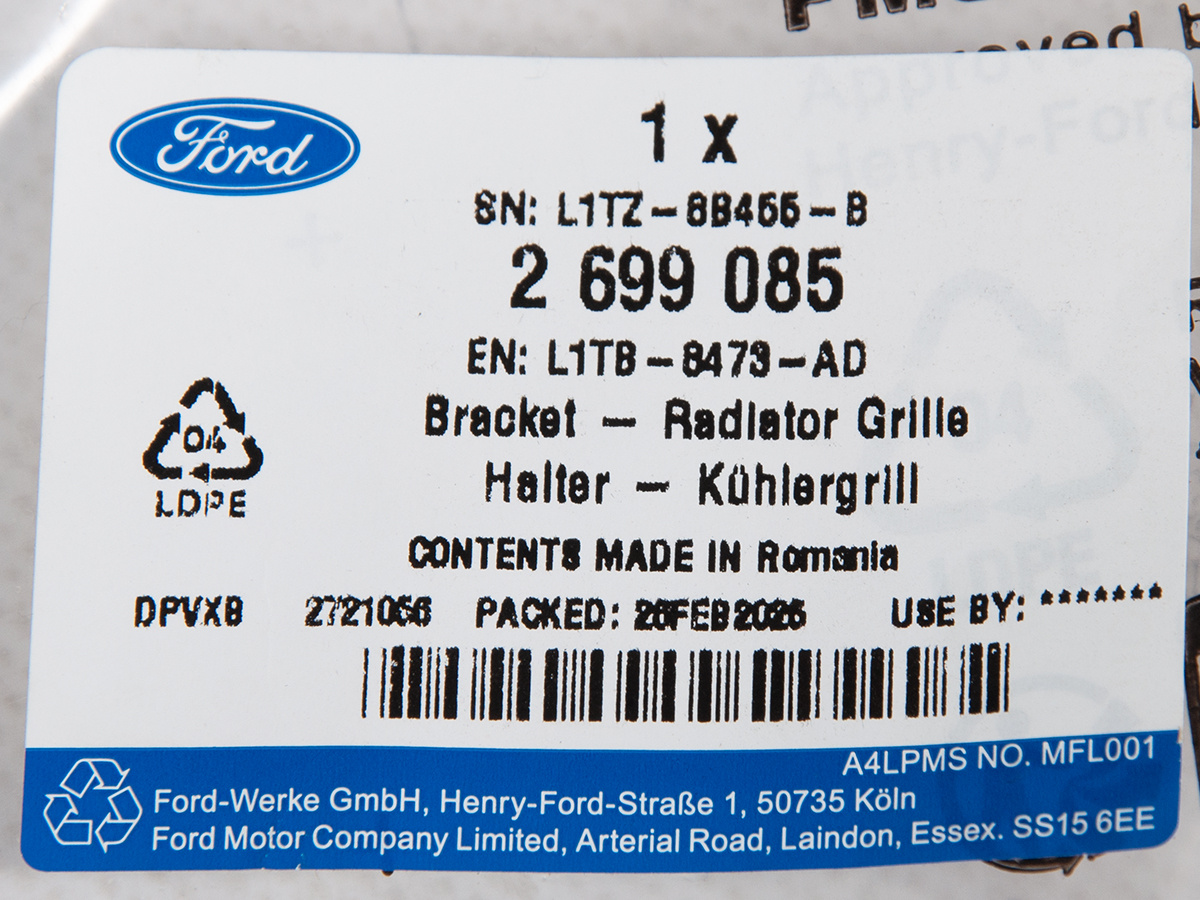 Approved
Ford
1 x
SN: L1TZ-8B455-B
2 699 085
EN: L1TB-8473-AD
Bracket - Radiator Grille
Halter - Kühlergrill
04
LDPE
CONTENTS MADE IN Romania
DPVXB PACKED: USE BY: *******
A4LPMS NO. MFL001
Ford-Werke GmbH, Henry-Ford-Straße 1, 50735 Köln
Ford Motor Company Limited, Arterial Road, Laindon, Essex. SS15 6EE